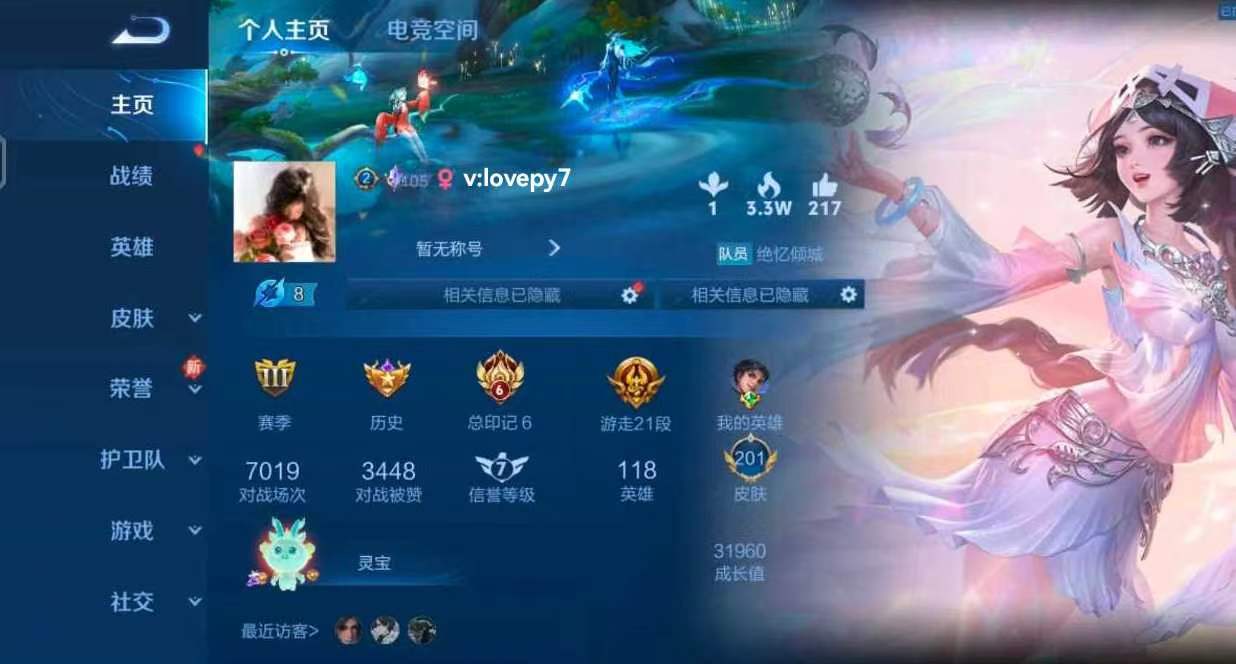 个人主页
电竞空间
主页
战绩
英雄
皮肤
新
荣誉
护卫队
游戏
社交
2
105
v:lovepy7
1
3.3W
217
暂无称号
队员 绝忆倾城
8
相关信息已隐藏
相关信息已隐藏
III
6
赛季
历史
总印记 6
游走21段
我的英雄
7019
3448
7
118
201
对战场次
对战被赞
信誉等级
英雄
皮肤
灵宝
31960
成长值
最近访客>